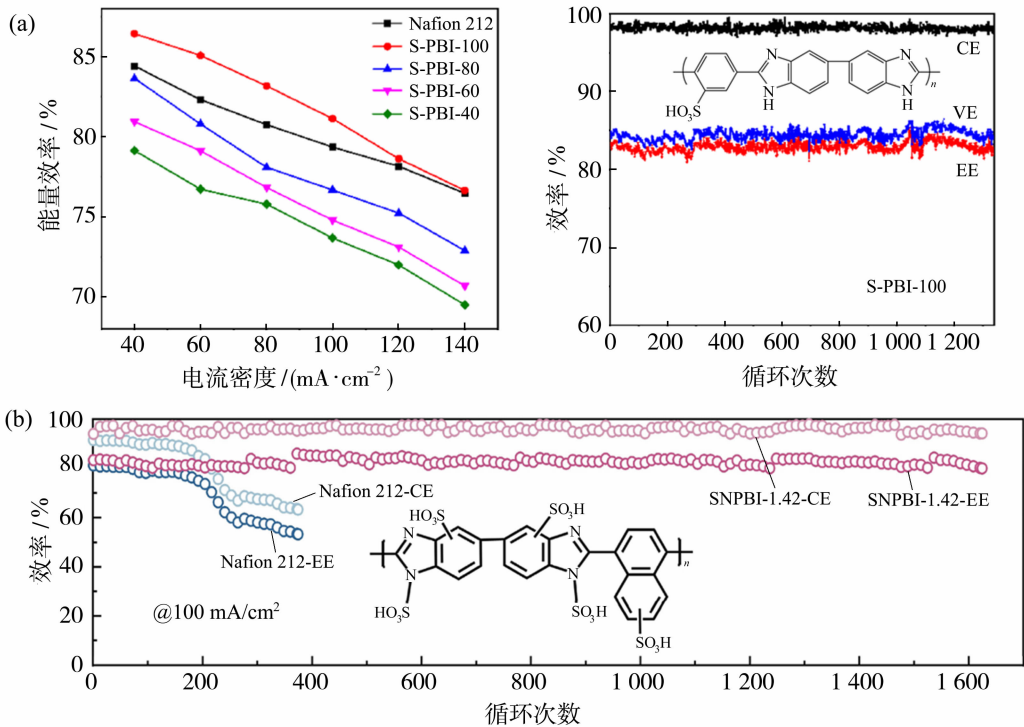 (a)
Nafion 212
S-PBI-100
S-PBI-80
S-PBI-60
S-PBI-40
85
80
75
70
能量效率/%
40 60 80 100 120 140
电流密度/(mA·cm⁻²)
100
90
80
70
60
效率/%
CE
N
N
N
H
N
H
n
HO₃S
VE
EE
S-PBI-100
0 200 400 600 800 1 000 1 200
循环次数
(b)
100
80
60
40
20
0
效率/%
Nafion 212-CE
Nafion 212-EE
SNPBI-1.42-CE
SNPBI-1.42-EE
HO₃S
SO₃H
N
N
N
N
n
HO₃S
SO₃H
SO₃H
@100 mA/cm²
0 200 400 600 800 1 000 1 200 1 400 1 600
循环次数